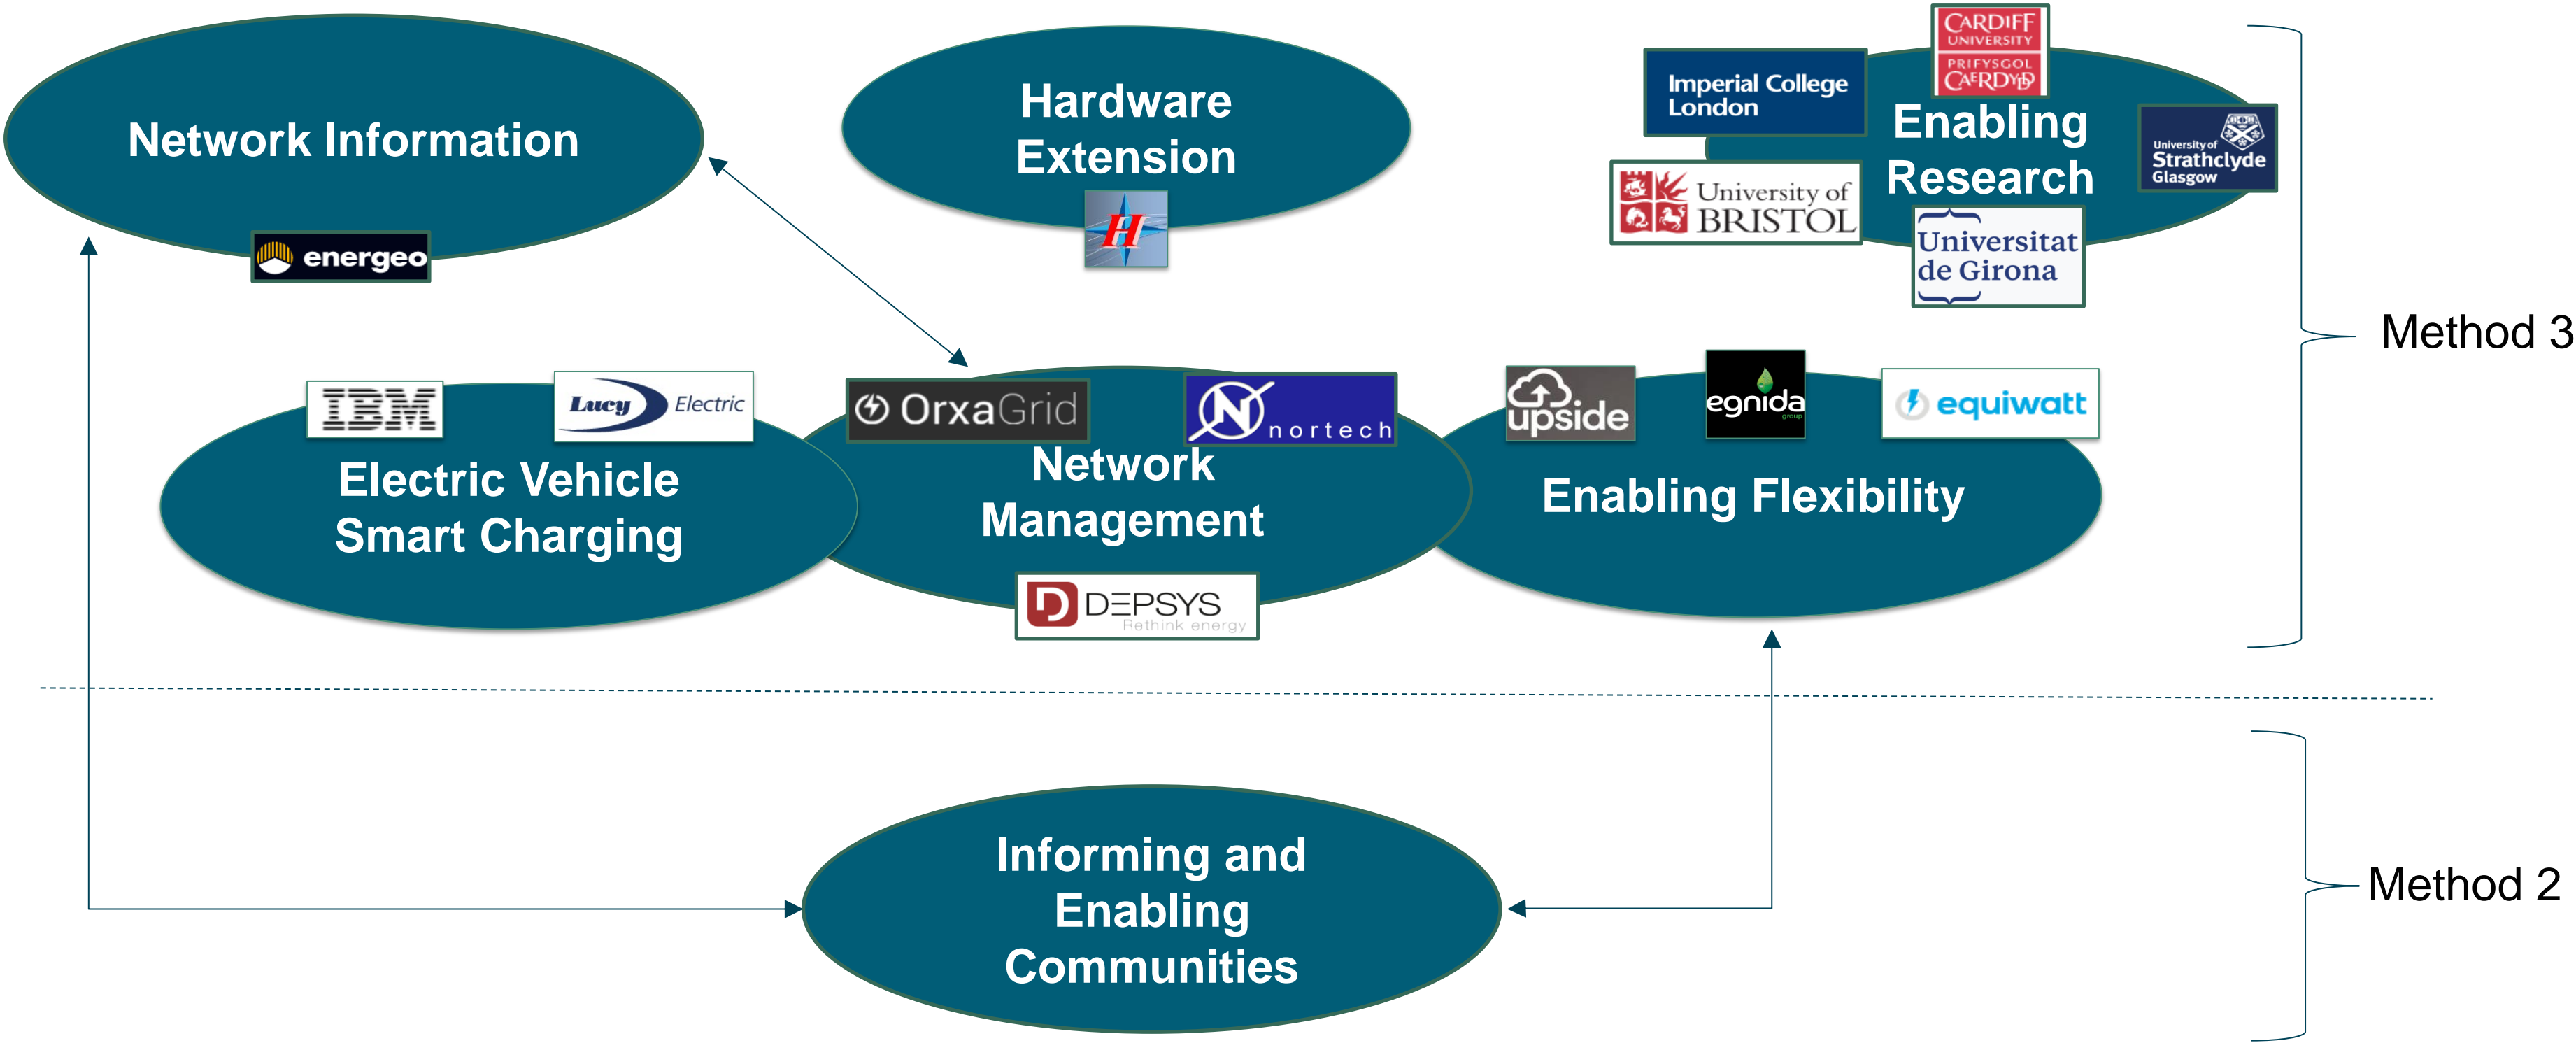 Network Information
energeo
Hardware
Extension
H
CARDIFF
UNIVERSITY
PRIFYSGOL
CAERDYDD
Imperial College
London
Enabling
Research
University of
Strathclyde
Glasgow
University of
BRISTOL
Universitat
de Girona
Method 3
IBM
Lucy Electric
Electric Vehicle
Smart Charging
OrxaGrid
N nortech
Network
Management
D DEPSYS
Rethink energy
upside
egnida
group
equiwatt
Enabling Flexibility
Informing and
Enabling
Communities
Method 2